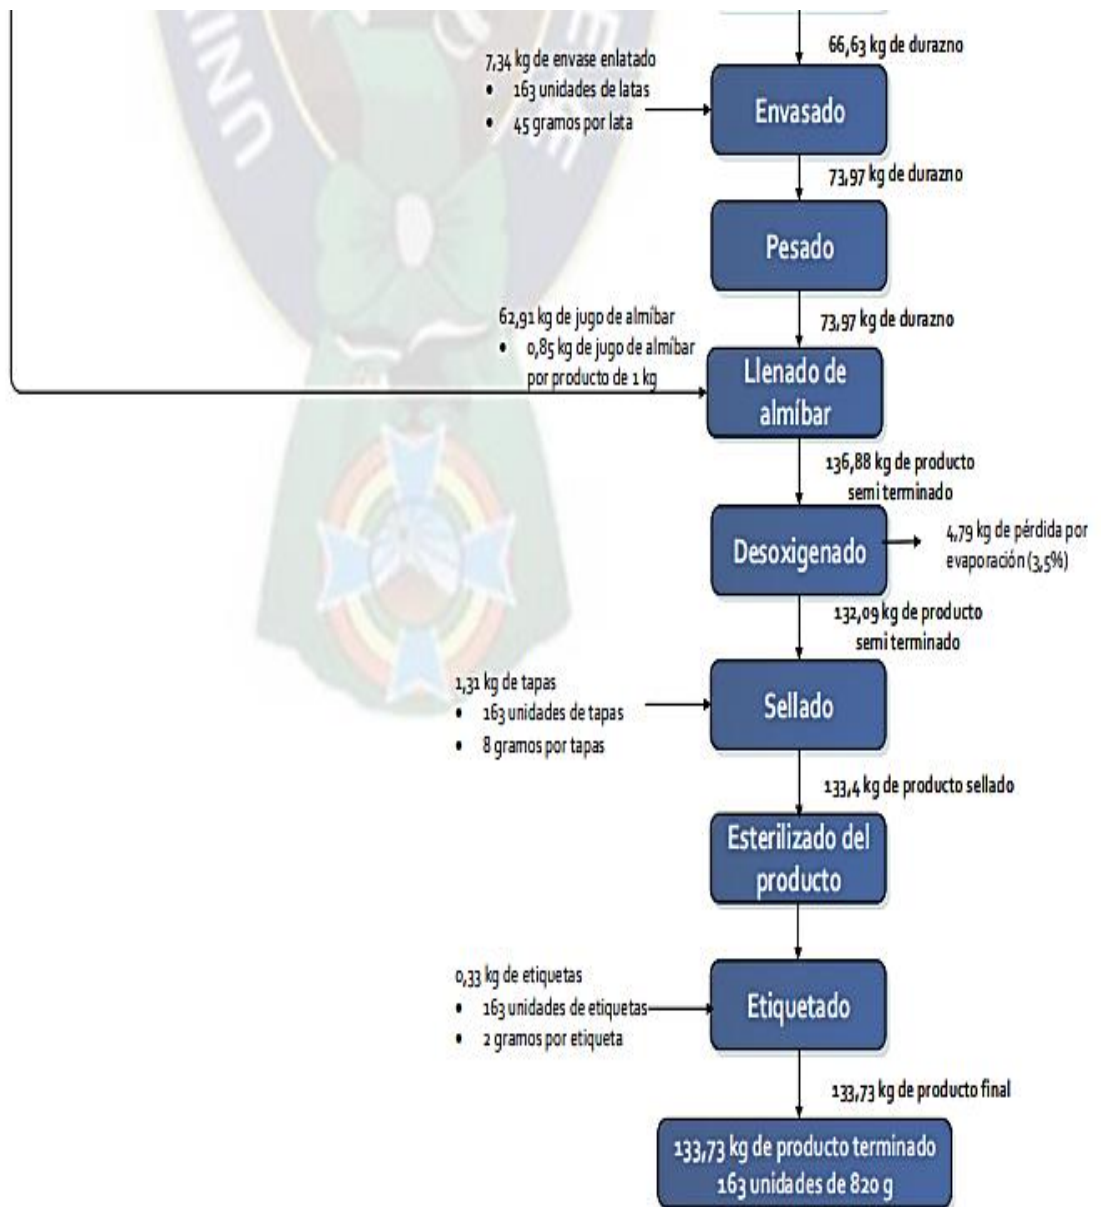 66,63 kg de durazno
7,34 kg de envase enlatado
• 163 unidades de latas
• 45 gramos por lata
Envasado
73,97 kg de durazno
Pesado
73,97 kg de durazno
62,91 kg de jugo de almíbar
• 0,85 kg de jugo de almíbar
por producto de 1 kg
Llenado de
almíbar
136,88 kg de producto
semi terminado
Desoxigenado
4,79 kg de pérdida por
evaporación (3,5%)
132,09 kg de producto
semi terminado
1,31 kg de tapas
• 163 unidades de tapas
• 8 gramos por tapas
Sellado
133,4 kg de producto sellado
Esterilizado del
producto
0,33 kg de etiquetas
• 163 unidades de etiquetas
• 2 gramos por etiqueta
Etiquetado
133,73 kg de producto final
133,73 kg de producto terminado
163 unidades de 820 g
UNI